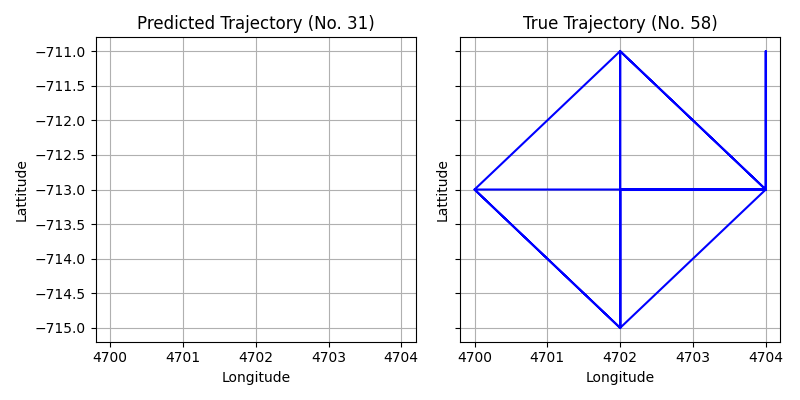 Predicted Trajectory (No. 31)
−711.0
−711.5
−712.0
−712.5
−713.0
−713.5
−714.0
−714.5
−715.0
Lattitude
4700 4701 4702 4703 4704
Longitude
True Trajectory (No. 58)
Lattitude
4700 4701 4702 4703 4704
Longitude